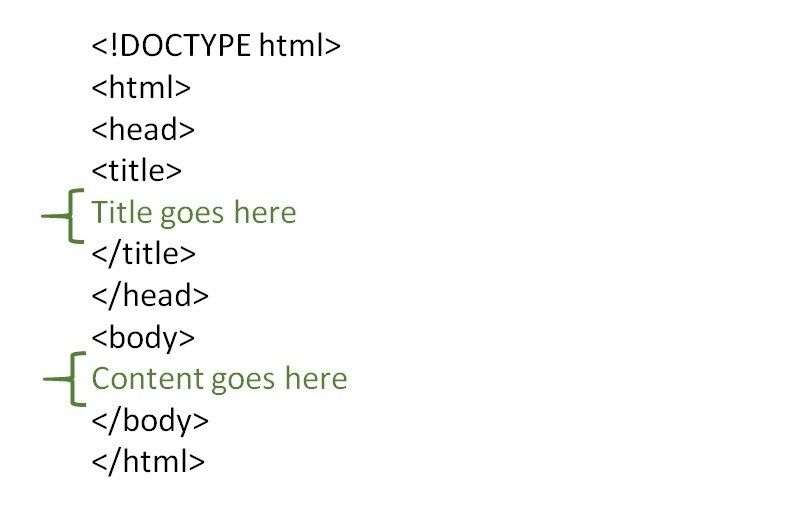 <!DOCTYPE html>
<html>
<head>
<title>
Title goes here
</title>
</head>
<body>
Content goes here
</body>
</html>